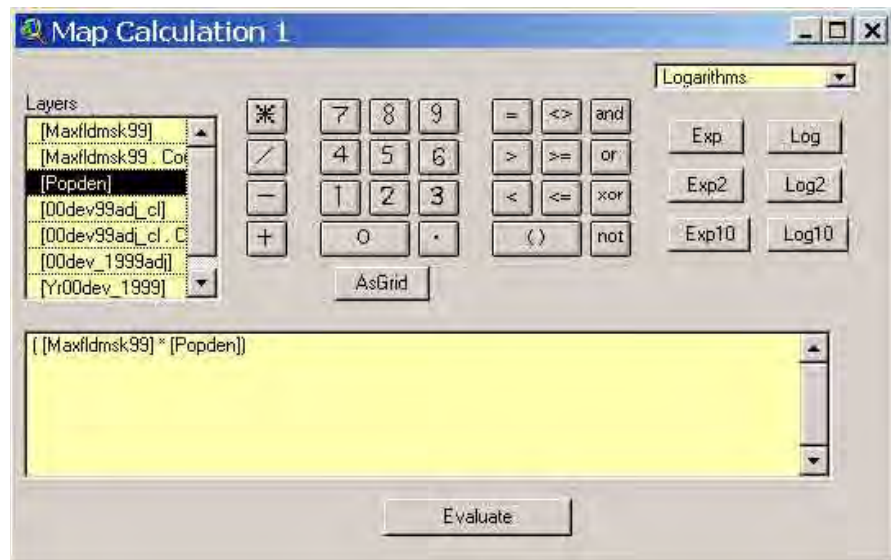 Map Calculation 1
Logarithms
Layers
[Maxfldmsk99]
[Maxfldmsk99 . Co
[Popden]
[00dev99adj_cl]
[00dev99adj_cl . C
[00dev_1999adj]
[Yr00dev_1999]
* 7 8 9 = <> and
/ 4 5 6 > >= or
- 1 2 3 < <= xor
+ 0 . ( ) not
AsGrid
Exp Log
Exp2 Log2
Exp10 Log10
( [Maxfldmsk99] * [Popden])
Evaluate